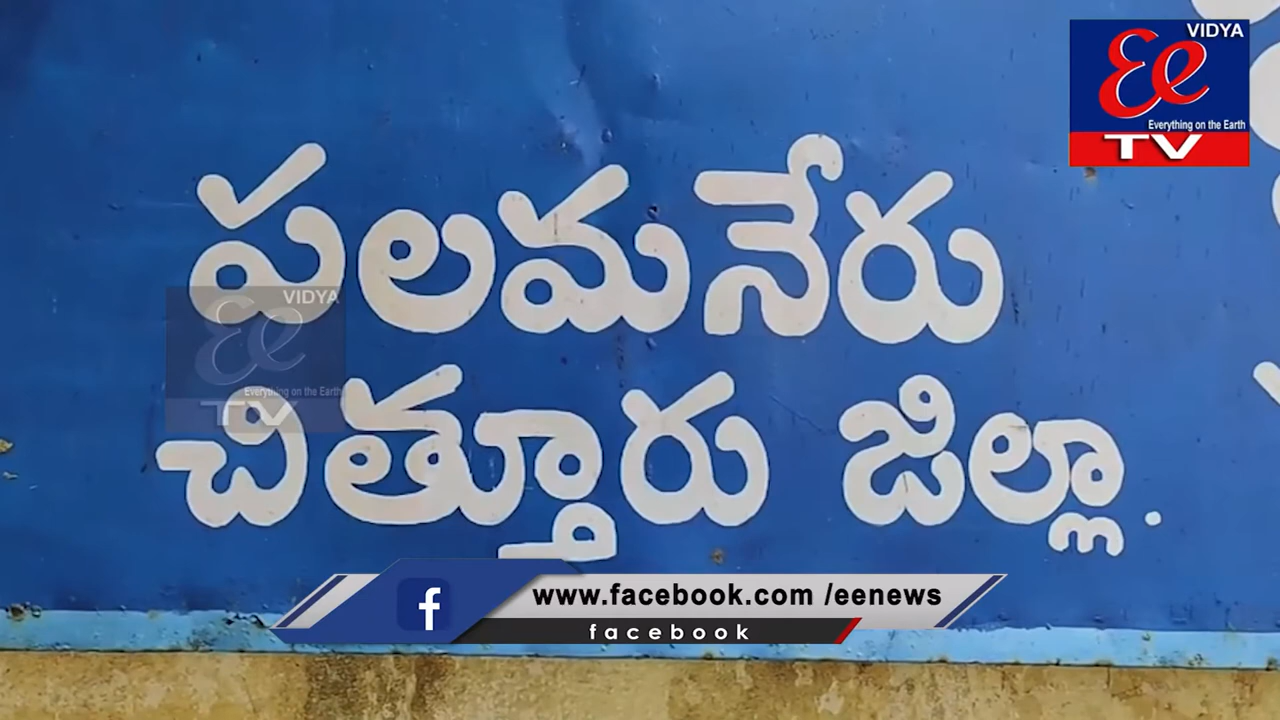 VIDYA
Ee
Everything on the Earth
TV
పలమనేరు
VIDYA
Ee
Everything on the Earth
TV
చిత్తూరు జిల్లా.
f www.facebook.com /eenews
facebook